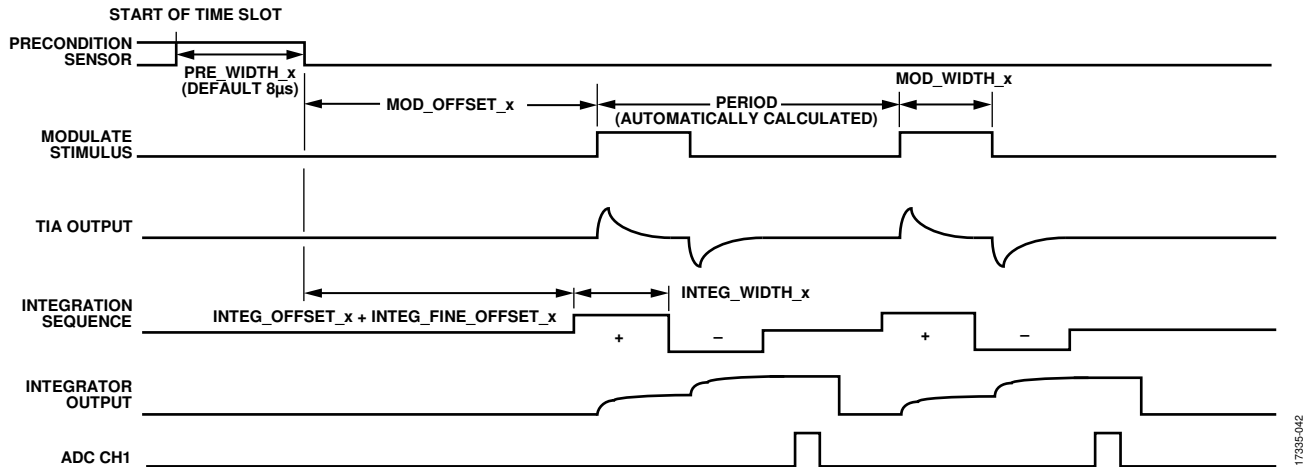 START OF TIME SLOT
PRECONDITION
SENSOR
PRE_WIDTH_x
(DEFAULT 8µs)
MOD_OFFSET_x
PERIOD
(AUTOMATICALLY CALCULATED)
MOD_WIDTH_x
MODULATE
STIMULUS
TIA OUTPUT
INTEGRATION
SEQUENCE
INTEG_OFFSET_x + INTEG_FINE_OFFSET_x
INTEG_WIDTH_x
+ – + –
INTEGRATOR
OUTPUT
ADC CH1
17335-042